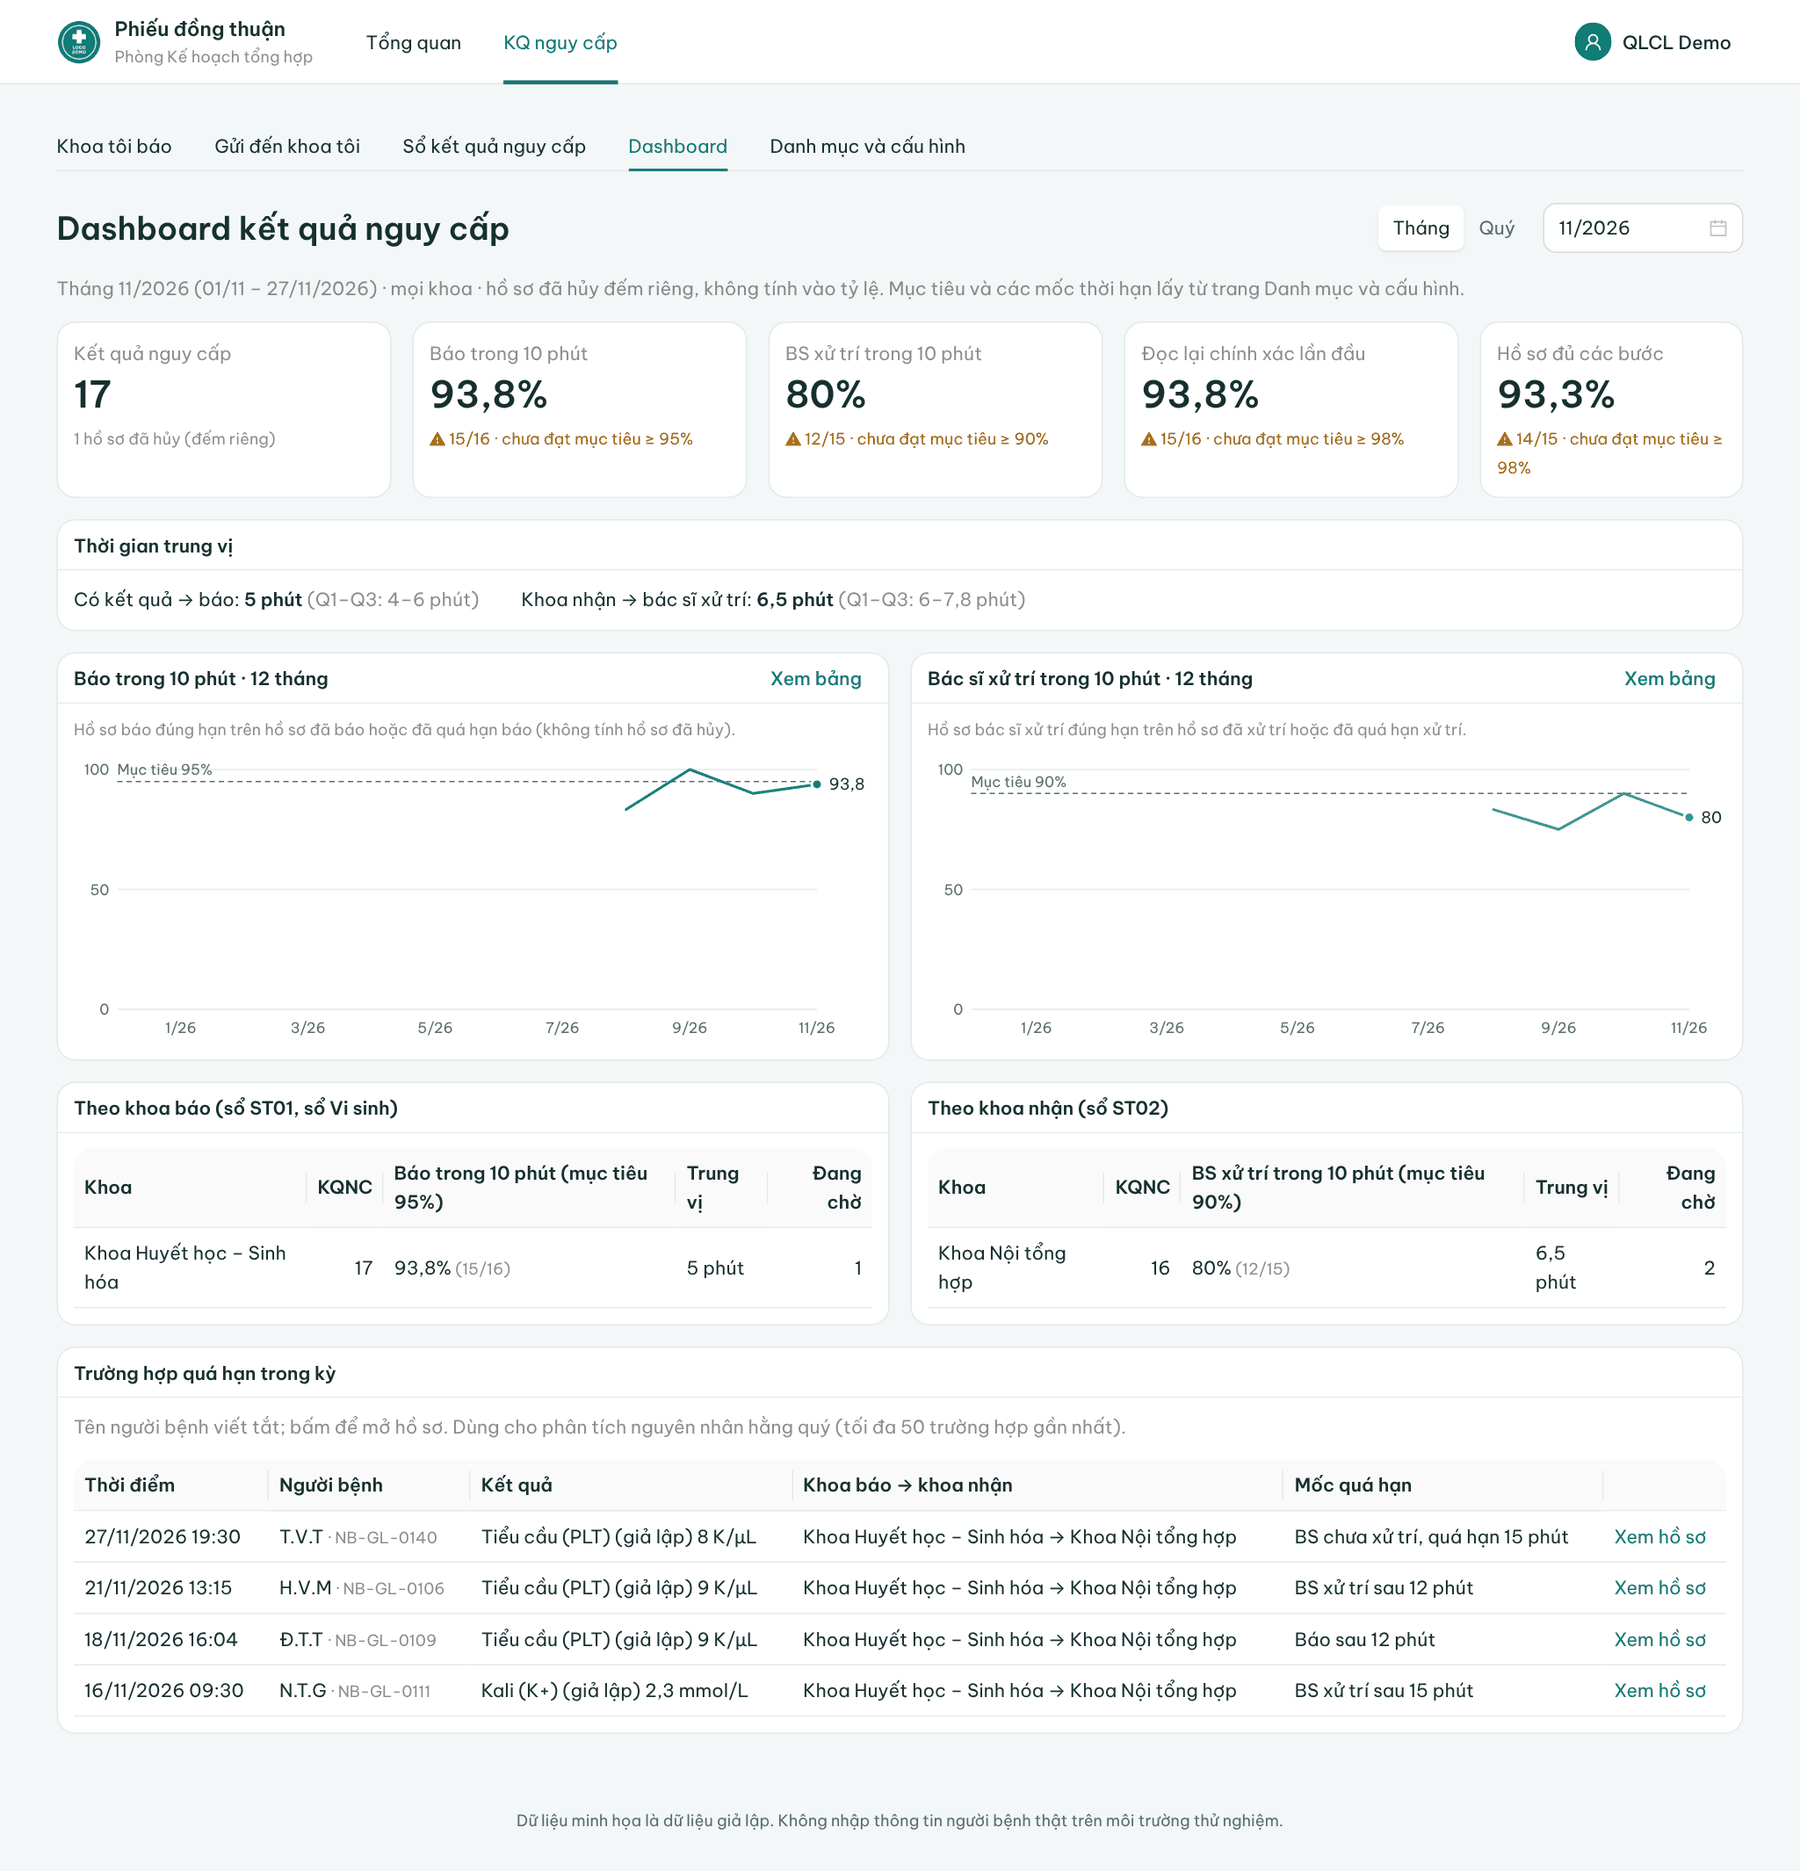 Phiếu đồng thuận
Phòng Kế hoạch tổng hợp
Tổng quan
KQ nguy cấp
QLCL Demo
LOGO
DEMO
Khoa tôi báo
Gửi đến khoa tôi
Sổ kết quả nguy cấp
Dashboard
Danh mục và cấu hình
Dashboard kết quả nguy cấp
Tháng
Quý
11/2026
Tháng 11/2026 (01/11 – 27/11/2026) · mọi khoa · hồ sơ đã hủy đếm riêng, không tính vào tỷ lệ. Mục tiêu và các mốc thời hạn lấy từ trang Danh mục và cấu hình.
Kết quả nguy cấp
17
1 hồ sơ đã hủy (đếm riêng)
Báo trong 10 phút
93,8%
15/16 · chưa đạt mục tiêu ≥ 95%
BS xử trí trong 10 phút
80%
12/15 · chưa đạt mục tiêu ≥ 90%
Đọc lại chính xác lần đầu
93,8%
15/16 · chưa đạt mục tiêu ≥ 98%
Hồ sơ đủ các bước
93,3%
14/15 · chưa đạt mục tiêu ≥
98%
Thời gian trung vị
Có kết quả → báo: 5 phút (Q1–Q3: 4–6 phút)
Khoa nhận → bác sĩ xử trí: 6,5 phút (Q1–Q3: 6–7,8 phút)
Báo trong 10 phút · 12 tháng
Xem bảng
Hồ sơ báo đúng hạn trên hồ sơ đã báo hoặc đã quá hạn báo (không tính hồ sơ đã hủy).
100
Mục tiêu 95%
93,8
50
0
1/26
3/26
5/26
7/26
9/26
11/26
Bác sĩ xử trí trong 10 phút · 12 tháng
Xem bảng
Hồ sơ bác sĩ xử trí đúng hạn trên hồ sơ đã xử trí hoặc đã quá hạn xử trí.
100
Mục tiêu 90%
80
50
0
1/26
3/26
5/26
7/26
9/26
11/26
Theo khoa báo (sổ ST01, sổ Vi sinh)
Khoa
KQNC
Báo trong 10 phút (mục tiêu
95%)
Trung
vị
Đang
chờ
Khoa Huyết học – Sinh
hóa
17
93,8% (15/16)
5 phút
1
Theo khoa nhận (sổ ST02)
Khoa
KQNC
BS xử trí trong 10 phút (mục tiêu
90%)
Trung vị
Đang
chờ
Khoa Nội tổng
hợp
16
80% (12/15)
6,5
phút
2
Trường hợp quá hạn trong kỳ
Tên người bệnh viết tắt; bấm để mở hồ sơ. Dùng cho phân tích nguyên nhân hằng quý (tối đa 50 trường hợp gần nhất).
Thời điểm
Người bệnh
Kết quả
Khoa báo → khoa nhận
Mốc quá hạn
27/11/2026 19:30
T.V.T · NB-GL-0140
Tiểu cầu (PLT) (giả lập) 8 K/µL
Khoa Huyết học – Sinh hóa → Khoa Nội tổng hợp
BS chưa xử trí, quá hạn 15 phút
Xem hồ sơ
21/11/2026 13:15
H.V.M · NB-GL-0106
Tiểu cầu (PLT) (giả lập) 9 K/µL
Khoa Huyết học – Sinh hóa → Khoa Nội tổng hợp
BS xử trí sau 12 phút
Xem hồ sơ
18/11/2026 16:04
Đ.T.T · NB-GL-0109
Tiểu cầu (PLT) (giả lập) 9 K/µL
Khoa Huyết học – Sinh hóa → Khoa Nội tổng hợp
Báo sau 12 phút
Xem hồ sơ
16/11/2026 09:30
N.T.G · NB-GL-0111
Kali (K+) (giả lập) 2,3 mmol/L
Khoa Huyết học – Sinh hóa → Khoa Nội tổng hợp
BS xử trí sau 15 phút
Xem hồ sơ
Dữ liệu minh họa là dữ liệu giả lập. Không nhập thông tin người bệnh thật trên môi trường thử nghiệm.